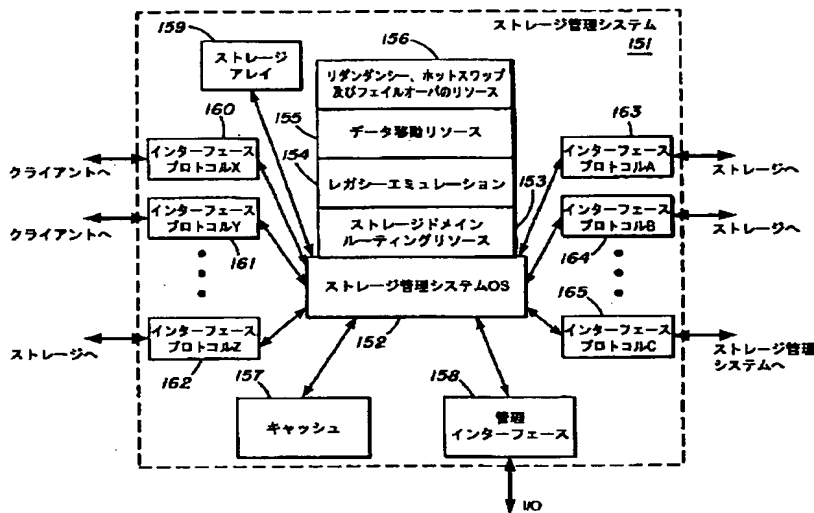 ストレージ管理システム
151
159
ストレージ
アレイ
156
リダンダンシー、ホットスワップ
及びフェイルオーバのリソース
155
データ移動リソース
154
レガシーエミュレーション
153
ストレージドメイン
ルーティングリソース
ストレージ管理システムOS
152
160
インターフェース
プロトコルX
クライアントへ
インターフェース
プロトコルY
161
クライアントへ
インターフェース
プロトコルZ
162
ストレージへ
163
インターフェース
プロトコルA
ストレージへ
インターフェース
プロトコルB
164
ストレージへ
165
インターフェース
プロトコルC
ストレージ管理
システムへ
157
キャッシュ
158
管理
インターフェース
I/O